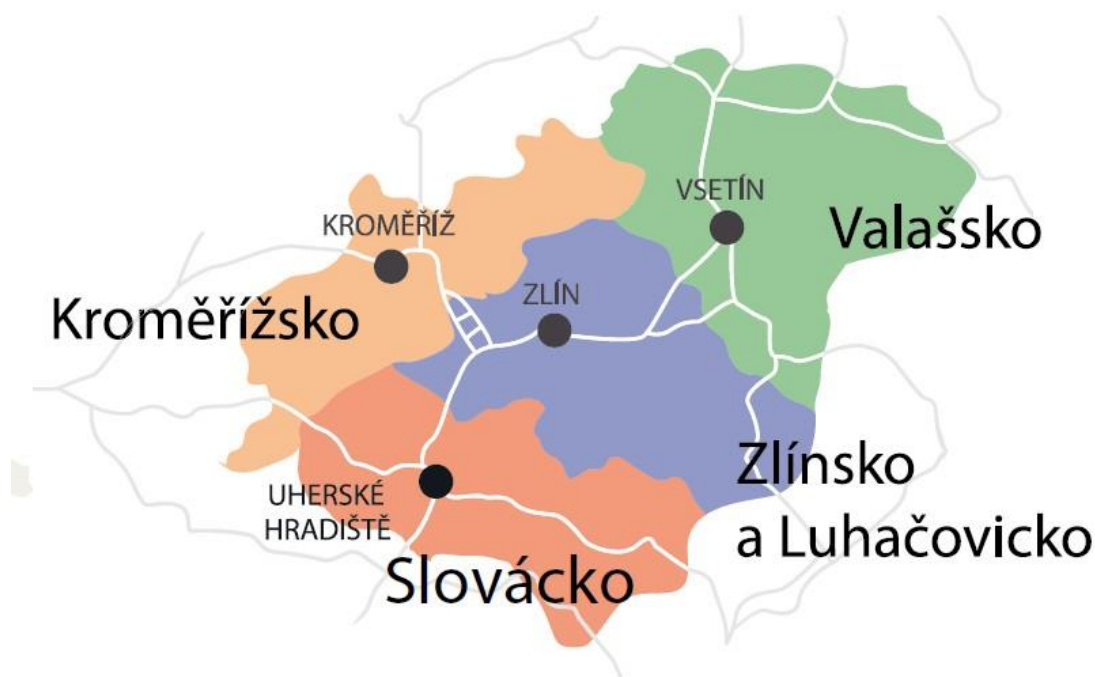 VSETÍN
Valašsko
KROMĚŘÍŽ
Kroměřížsko
ZLÍN
Zlínsko
a Luhačovicko
UHERSKÉ
HRADIŠTĚ
Slovácko